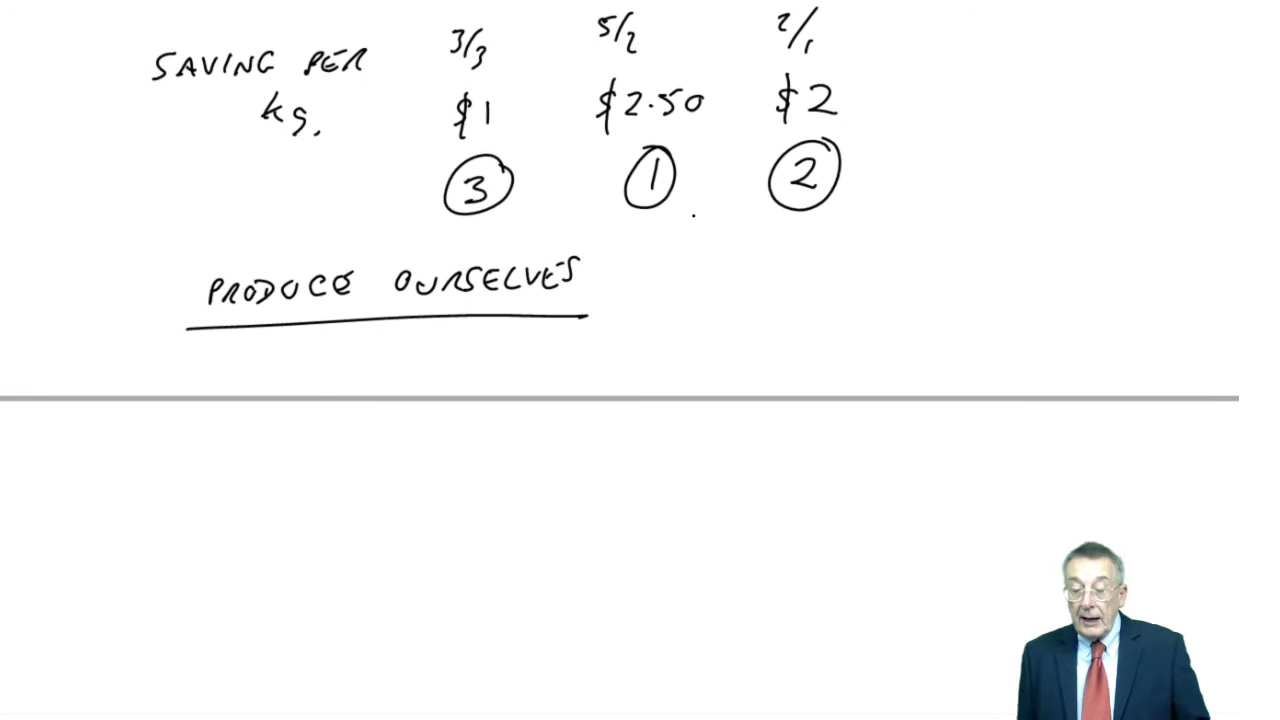 3/3 5/2 2/1
SAVING PER
kg. $1 $2.50 $2
3 1 2
PRODUCE OURSELVES